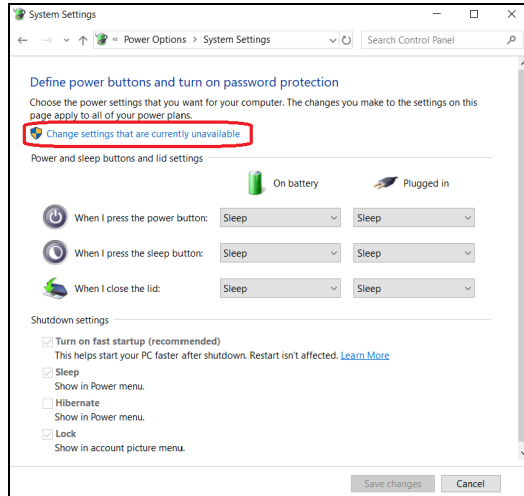 System Settings
« Power Options > System Settings
Search Control Panel
Define power buttons and turn on password protection
Choose the power settings that you want for your computer. The changes you make to the settings on this
page apply to all of your power plans.
Change settings that are currently unavailable
Power and sleep buttons and lid settings
On battery Plugged in
When I press the power button: Sleep Sleep
When I press the sleep button: Sleep Sleep
When I close the lid: Sleep Sleep
Shutdown settings
Turn on fast startup (recommended)
This helps start your PC faster after shutdown. Restart isn't affected. Learn More
Sleep
Show in Power menu.
Hibernate
Show in Power menu.
Lock
Show in account picture menu.
Save changes Cancel